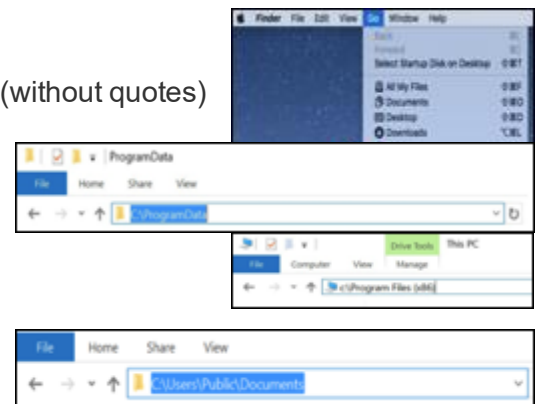 Finder File Edit View Go Window Help
Back
Forward
Select Startup Disk on Desktop ⇧⌘T
(without quotes)
All My Files ⇧⌘F
Documents ⇧⌘O
Desktop ⇧⌘D
Downloads ⌥⌘L
ProgramData
File Home Share View
C:\ProgramData
Drive Tools This PC
File Computer View Manage
c:\Program Files (x86)
File Home Share View
C:\Users\Public\Documents